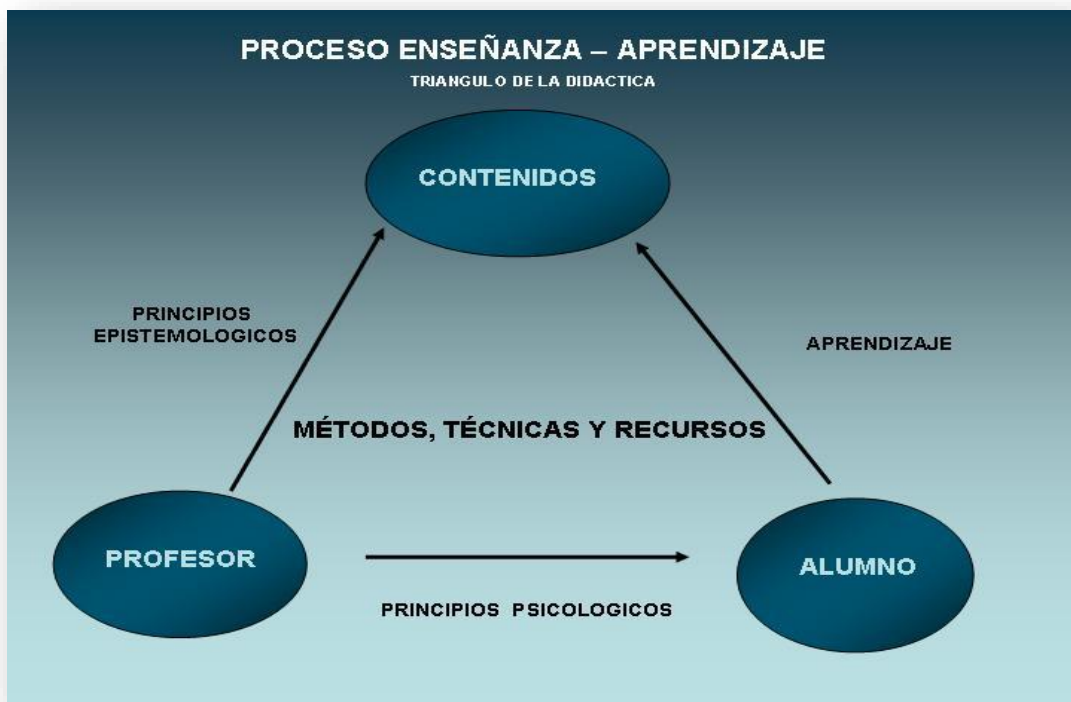 PROCESO ENSEÑANZA – APRENDIZAJE
TRIANGULO DE LA DIDACTICA
CONTENIDOS
PRINCIPIOS
EPISTEMOLOGICOS
APRENDIZAJE
MÉTODOS, TÉCNICAS Y RECURSOS
PROFESOR
ALUMNO
PRINCIPIOS PSICOLOGICOS